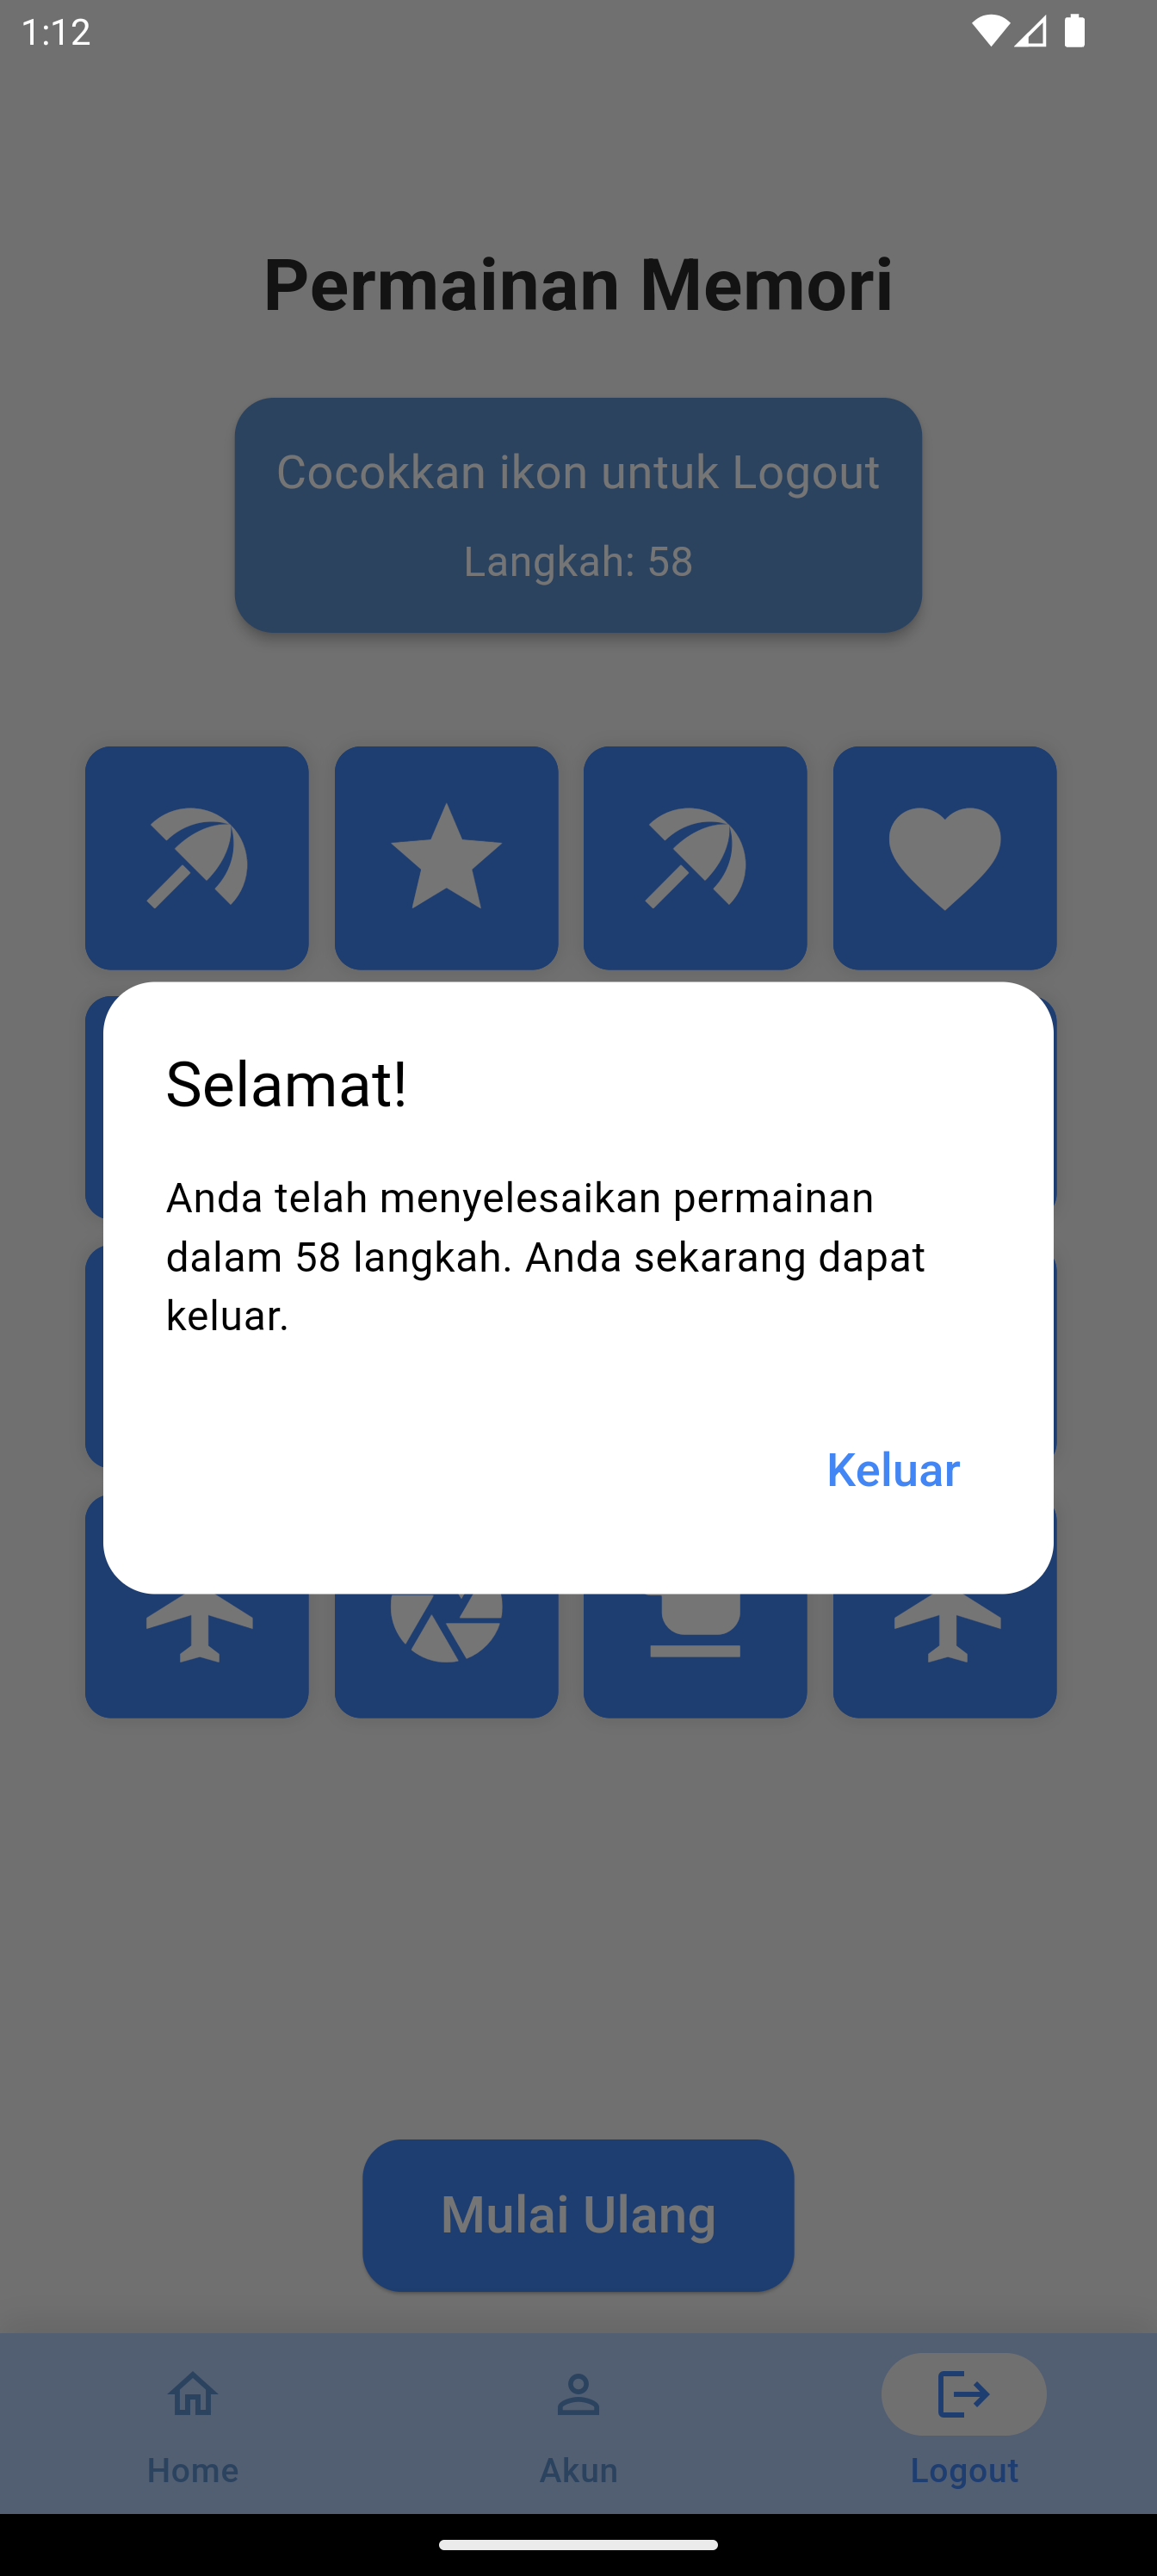 1:12
Permainan Memori
Cocokkan ikon untuk Logout
Langkah: 58
Selamat!
Anda telah menyelesaikan permainan
dalam 58 langkah. Anda sekarang dapat
keluar.
Keluar
Mulai Ulang
Home
Akun
Logout